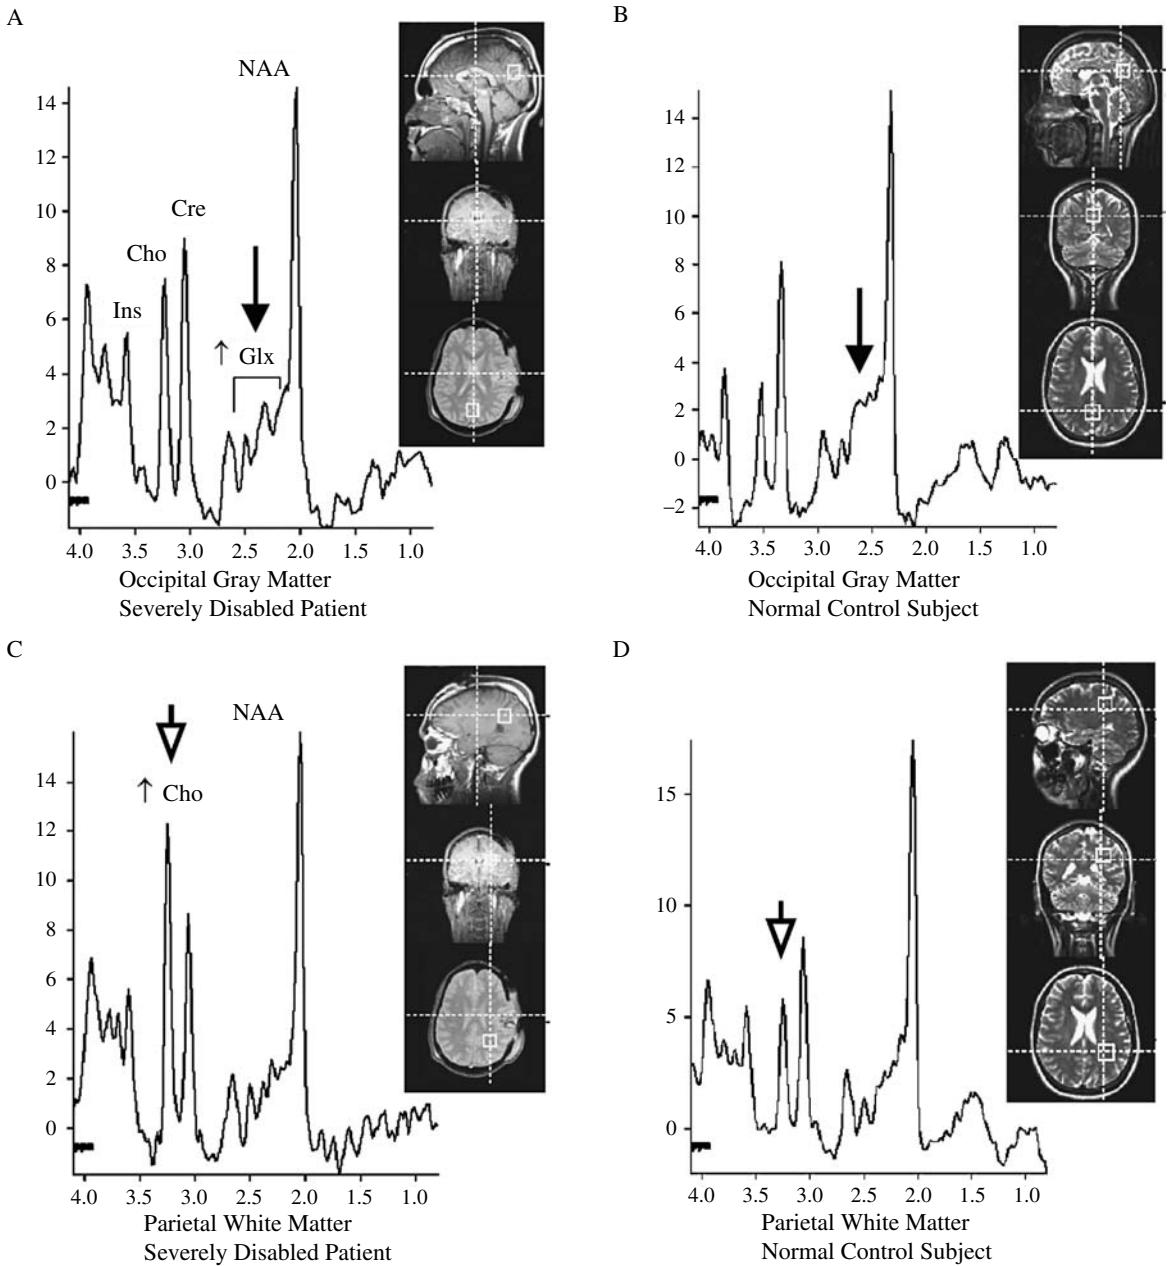 A
NAA
Cre
Cho
Ins
↑ Glx
14
12
10
8
6
4
2
0
4.0 3.5 3.0 2.5 2.0 1.5 1.0
Occipital Gray Matter
Severely Disabled Patient
B
14
12
10
8
6
4
2
0
–2
4.0 3.5 3.0 2.5 2.0 1.5 1.0
Occipital Gray Matter
Normal Control Subject
C
NAA
↑ Cho
14
12
10
8
6
4
2
0
4.0 3.5 3.0 2.5 2.0 1.5 1.0
Parietal White Matter
Severely Disabled Patient
D
15
10
5
0
4.0 3.5 3.0 2.5 2.0 1.5 1.0
Parietal White Matter
Normal Control Subject